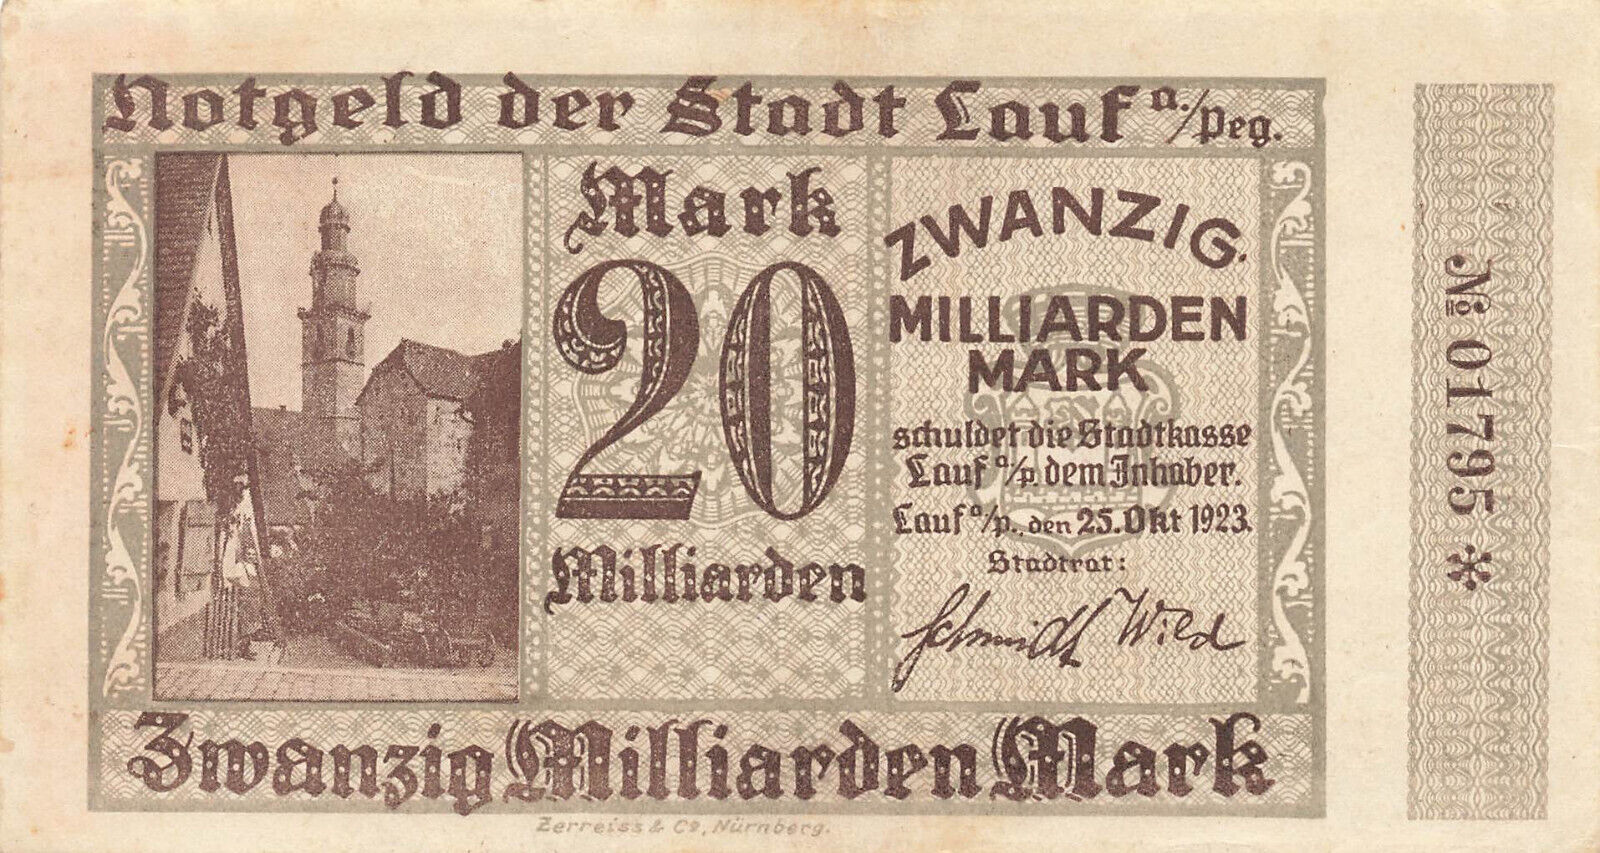 Notgeld der Stadt Lauf a./Peg.
Mark
20
Milliarden
ZWANZIG.
MILLIARDEN
MARK
schuldet die Stadtkasse
Lauf a/p. dem Inhaber.
Lauf a/p., den 25. Okt 1923.
Stadtrat:
Schmidt Wild
Zwanzig Milliarden Mark
Zerreiss & Co, Nürnberg.
№ 017795 *